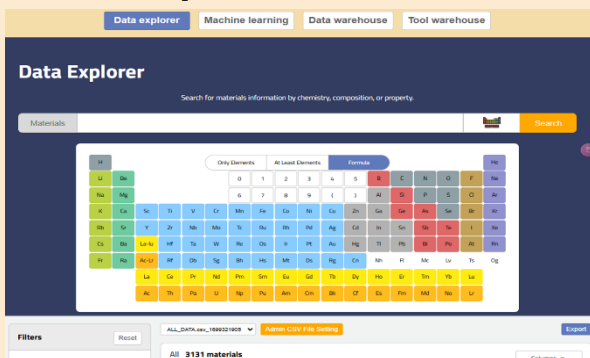 Data explorer Machine learning Data warehouse Tool warehouse
Data Explorer
Search for materials information by chemistry, composition, or property.
Materials Search
Only Elements At Least Elements Formula
H He
Li Be 0 1 2 3 4 5 B C N O F Ne
Na Mg 6 7 8 9 ( ) Al Si P S Cl Ar
K Ca Sc Ti V Cr Mn Fe Co Ni Cu Zn Ga Ge As Se Br Kr
Rb Sr Y Zr Nb Mo Tc Ru Rh Pd Ag Cd In Sn Sb Te I Xe
Cs Ba La-lu Hf Ta W Re Os Pt Au Hg Tl Pb Bi Po At Rn
Fr Ra Ac-Lr Rf Db Sg Bh Hs Mt Ds Rg Cn Nh Fl Mc Lv Ts Og
La Ce Pr Nd Pm Sm Eu Gd Tb Dy Ho Er Tm Yb Lu
Ac Th Pa U Np Pu Am Cm Bk Cf Es Fm Md No Lr
Filters Reset ALL_DATA.csv_1698321905 Admin CSV File Setting Export
All 3131 materials
Columns